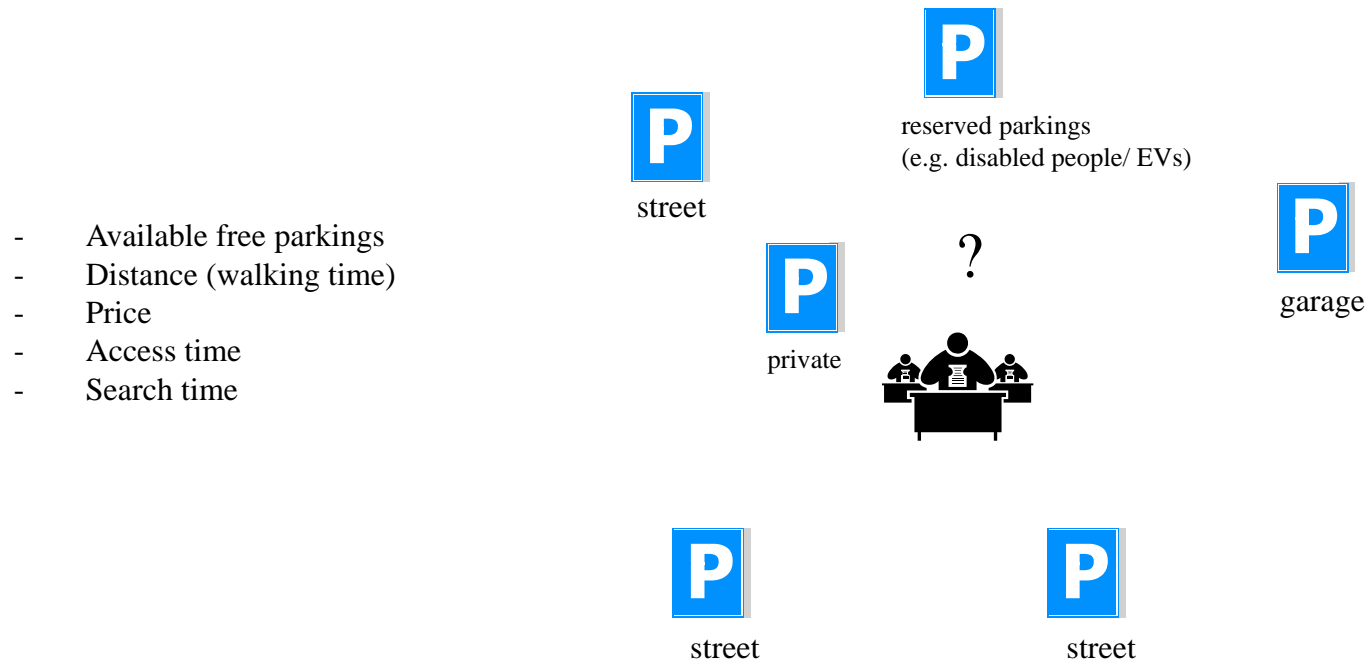 P
reserved parkings
(e.g. disabled people/ EVs)
P
street
P
garage
- Available free parkings
- Distance (walking time)
- Price
- Access time
- Search time
?
P
private
P
street
P
street